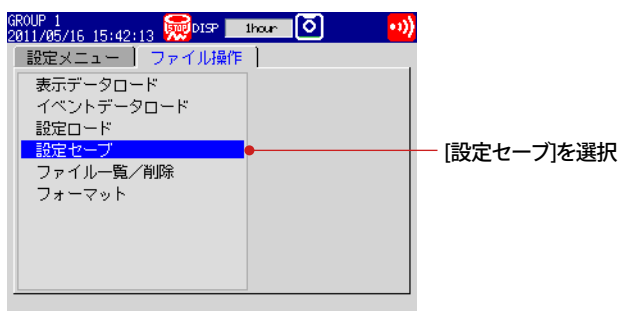 GROUP 1
2011/05/16 15:42:13 STOP DISP 1hour
設定メニュー ファイル操作
表示データロード
イベントデータロード
設定ロード
設定セーブ [設定セーブ]を選択
ファイル一覧／削除
フォーマット